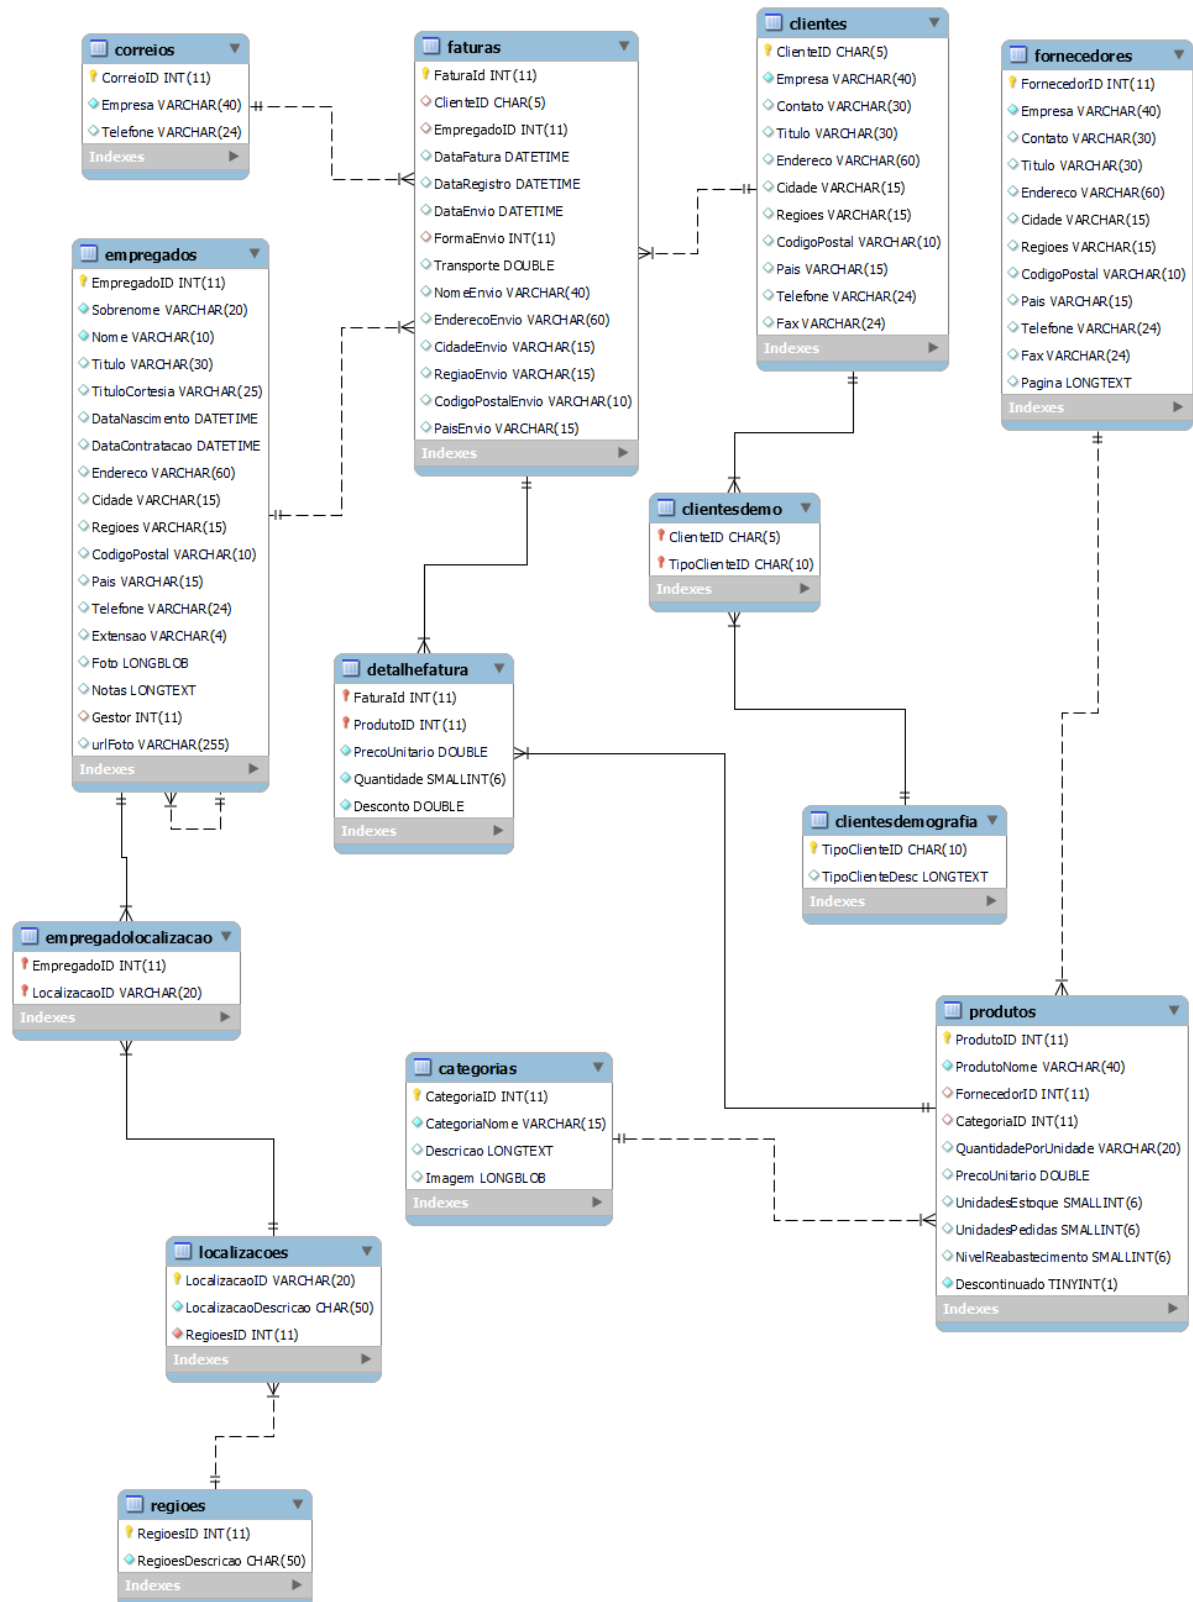 correios
CorreioID INT(11)
Empresa VARCHAR(40)
Telefone VARCHAR(24)
Indexes
faturas
FaturaId INT(11)
ClienteID CHAR(5)
EmpregadoID INT(11)
DataFatura DATETIME
DataRegistro DATETIME
DataEnvio DATETIME
FormaEnvio INT(11)
Transporte DOUBLE
NomeEnvio VARCHAR(40)
EnderecoEnvio VARCHAR(60)
CidadeEnvio VARCHAR(15)
RegiaoEnvio VARCHAR(15)
CodigoPostalEnvio VARCHAR(10)
PaisEnvio VARCHAR(15)
Indexes
clientes
ClienteID CHAR(5)
Empresa VARCHAR(40)
Contato VARCHAR(30)
Titulo VARCHAR(30)
Endereco VARCHAR(60)
Cidade VARCHAR(15)
Regioes VARCHAR(15)
CodigoPostal VARCHAR(10)
Pais VARCHAR(15)
Telefone VARCHAR(24)
Fax VARCHAR(24)
Indexes
fornecedores
FornecedorID INT(11)
Empresa VARCHAR(40)
Contato VARCHAR(30)
Titulo VARCHAR(30)
Endereco VARCHAR(60)
Cidade VARCHAR(15)
Regioes VARCHAR(15)
CodigoPostal VARCHAR(10)
Pais VARCHAR(15)
Telefone VARCHAR(24)
Fax VARCHAR(24)
Pagina LONGTEXT
Indexes
empregados
EmpregadoID INT(11)
Sobrenome VARCHAR(20)
Nome VARCHAR(10)
Titulo VARCHAR(30)
TituloCortesia VARCHAR(25)
DataNascimento DATETIME
DataContratacao DATETIME
Endereco VARCHAR(60)
Cidade VARCHAR(15)
Regioes VARCHAR(15)
CodigoPostal VARCHAR(10)
Pais VARCHAR(15)
Telefone VARCHAR(24)
Extensao VARCHAR(4)
Foto LONGBLOB
Notas LONGTEXT
Gestor INT(11)
urlFoto VARCHAR(255)
Indexes
clientesdemo
ClienteID CHAR(5)
TipoClienteID CHAR(10)
Indexes
detalhefatura
FaturaId INT(11)
ProdutoID INT(11)
PrecoUnitario DOUBLE
Quantidade SMALLINT(6)
Desconto DOUBLE
Indexes
clientesdemografia
TipoClienteID CHAR(10)
TipoClienteDesc LONGTEXT
Indexes
empregadolocalizacao
EmpregadoID INT(11)
LocalizacaoID VARCHAR(20)
Indexes
produtos
ProdutoID INT(11)
ProdutoNome VARCHAR(40)
FornecedorID INT(11)
CategoriaID INT(11)
QuantidadePorUnidade VARCHAR(20)
PrecoUnitario DOUBLE
UnidadesEstoque SMALLINT(6)
UnidadesPedidas SMALLINT(6)
NivelReabastecimento SMALLINT(6)
Descontinuado TINYINT(1)
Indexes
categorias
CategoriaID INT(11)
CategoriaNome VARCHAR(15)
Descricao LONGTEXT
Imagem LONGBLOB
Indexes
localizacoes
LocalizacaoID VARCHAR(20)
LocalizacaoDescricao CHAR(50)
RegioesID INT(11)
Indexes
regioes
RegioesID INT(11)
RegioesDescricao CHAR(50)
Indexes